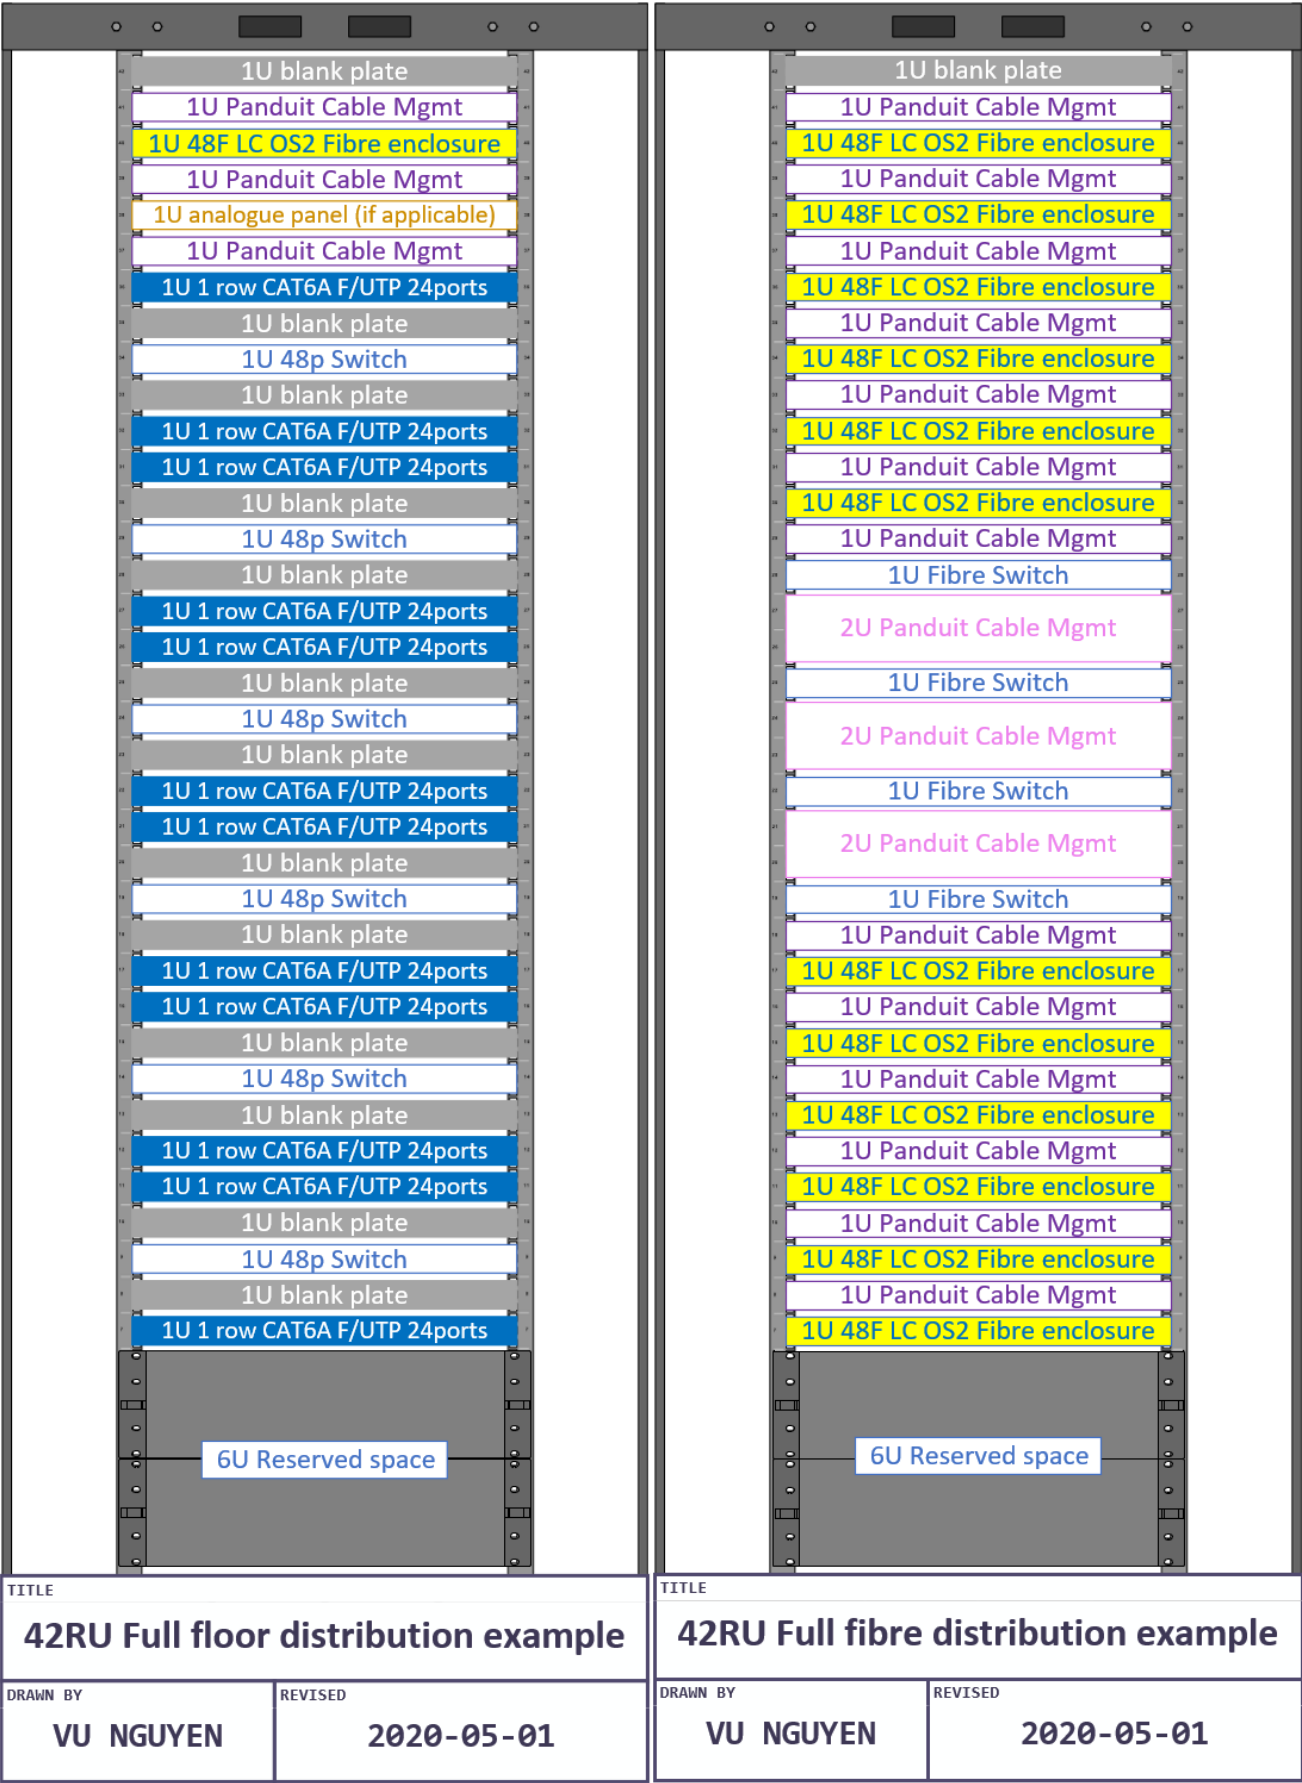 1U blank plate
1U Panduit Cable Mgmt
1U 48F LC OS2 Fibre enclosure
1U Panduit Cable Mgmt
1U analogue panel (if applicable)
1U Panduit Cable Mgmt
1U 1 row CAT6A F/UTP 24ports
1U blank plate
1U 48p Switch
1U blank plate
1U 1 row CAT6A F/UTP 24ports
1U 1 row CAT6A F/UTP 24ports
1U blank plate
1U 48p Switch
1U blank plate
1U 1 row CAT6A F/UTP 24ports
1U 1 row CAT6A F/UTP 24ports
1U blank plate
1U 48p Switch
1U blank plate
1U 1 row CAT6A F/UTP 24ports
1U 1 row CAT6A F/UTP 24ports
1U blank plate
1U 48p Switch
1U blank plate
1U 1 row CAT6A F/UTP 24ports
1U 1 row CAT6A F/UTP 24ports
1U blank plate
1U 48p Switch
1U blank plate
1U 1 row CAT6A F/UTP 24ports
1U 1 row CAT6A F/UTP 24ports
1U blank plate
1U 48p Switch
1U blank plate
1U 1 row CAT6A F/UTP 24ports
6U Reserved space
TITLE
42RU Full floor distribution example
DRAWN BY
VU NGUYEN
REVISED
2020-05-01
1U blank plate
1U Panduit Cable Mgmt
1U 48F LC OS2 Fibre enclosure
1U Panduit Cable Mgmt
1U 48F LC OS2 Fibre enclosure
1U Panduit Cable Mgmt
1U 48F LC OS2 Fibre enclosure
1U Panduit Cable Mgmt
1U 48F LC OS2 Fibre enclosure
1U Panduit Cable Mgmt
1U 48F LC OS2 Fibre enclosure
1U Panduit Cable Mgmt
1U 48F LC OS2 Fibre enclosure
1U Panduit Cable Mgmt
1U Fibre Switch
2U Panduit Cable Mgmt
1U Fibre Switch
2U Panduit Cable Mgmt
1U Fibre Switch
2U Panduit Cable Mgmt
1U Fibre Switch
1U Panduit Cable Mgmt
1U 48F LC OS2 Fibre enclosure
1U Panduit Cable Mgmt
1U 48F LC OS2 Fibre enclosure
1U Panduit Cable Mgmt
1U 48F LC OS2 Fibre enclosure
1U Panduit Cable Mgmt
1U 48F LC OS2 Fibre enclosure
1U Panduit Cable Mgmt
1U 48F LC OS2 Fibre enclosure
1U Panduit Cable Mgmt
1U 48F LC OS2 Fibre enclosure
6U Reserved space
TITLE
42RU Full fibre distribution example
DRAWN BY
VU NGUYEN
REVISED
2020-05-01